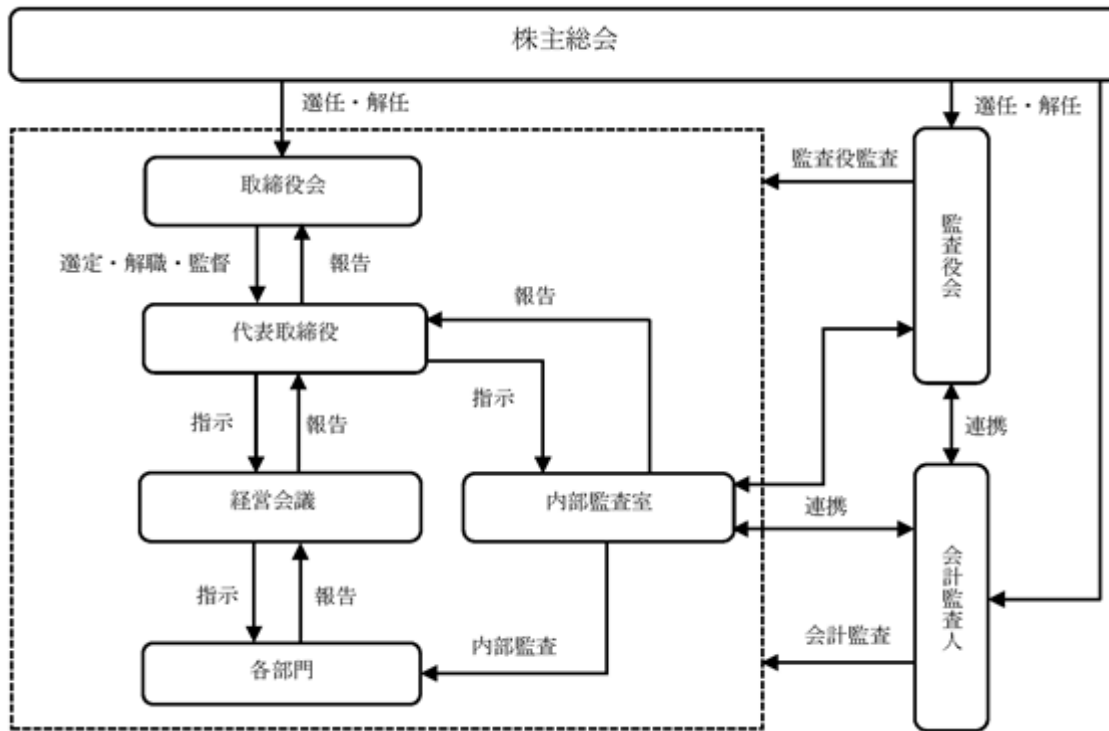 株主総会
選任・解任
選任・解任
取締役会
監査役監査
監査役会
選定・解職・監督
報告
報告
代表取締役
指示
指示
報告
連携
経営会議
内部監査室
連携
会計監査人
指示
報告
内部監査
会計監査
各部門